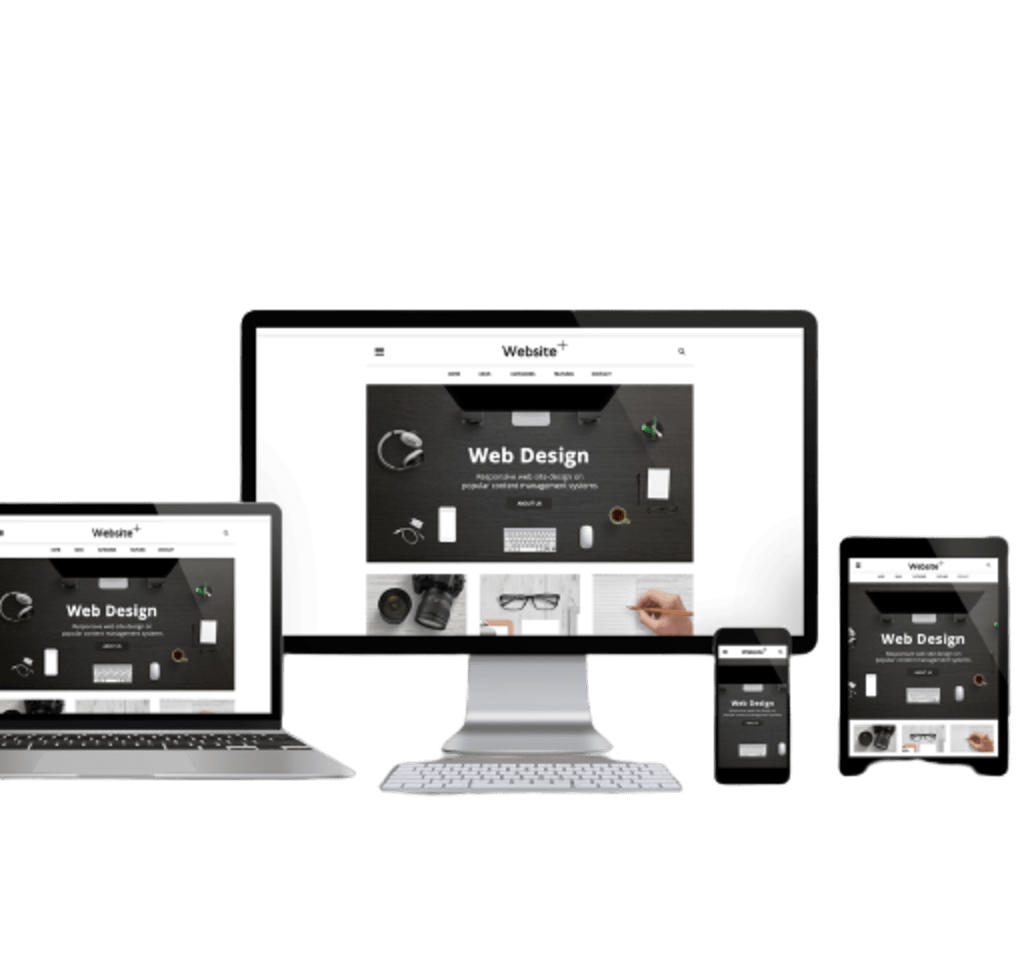 Website+
HOME
CATEGORIES
FEATURES
CONTACT
Web Design
Responsive web site design on
popular content management systems
ABOUT US
Website+
Web Design
Responsive web site design on
popular content management systems
ABOUT US
Website+
Web Design
Website+
Web Design
Responsive web site design on
popular content management systems
ABOUT US